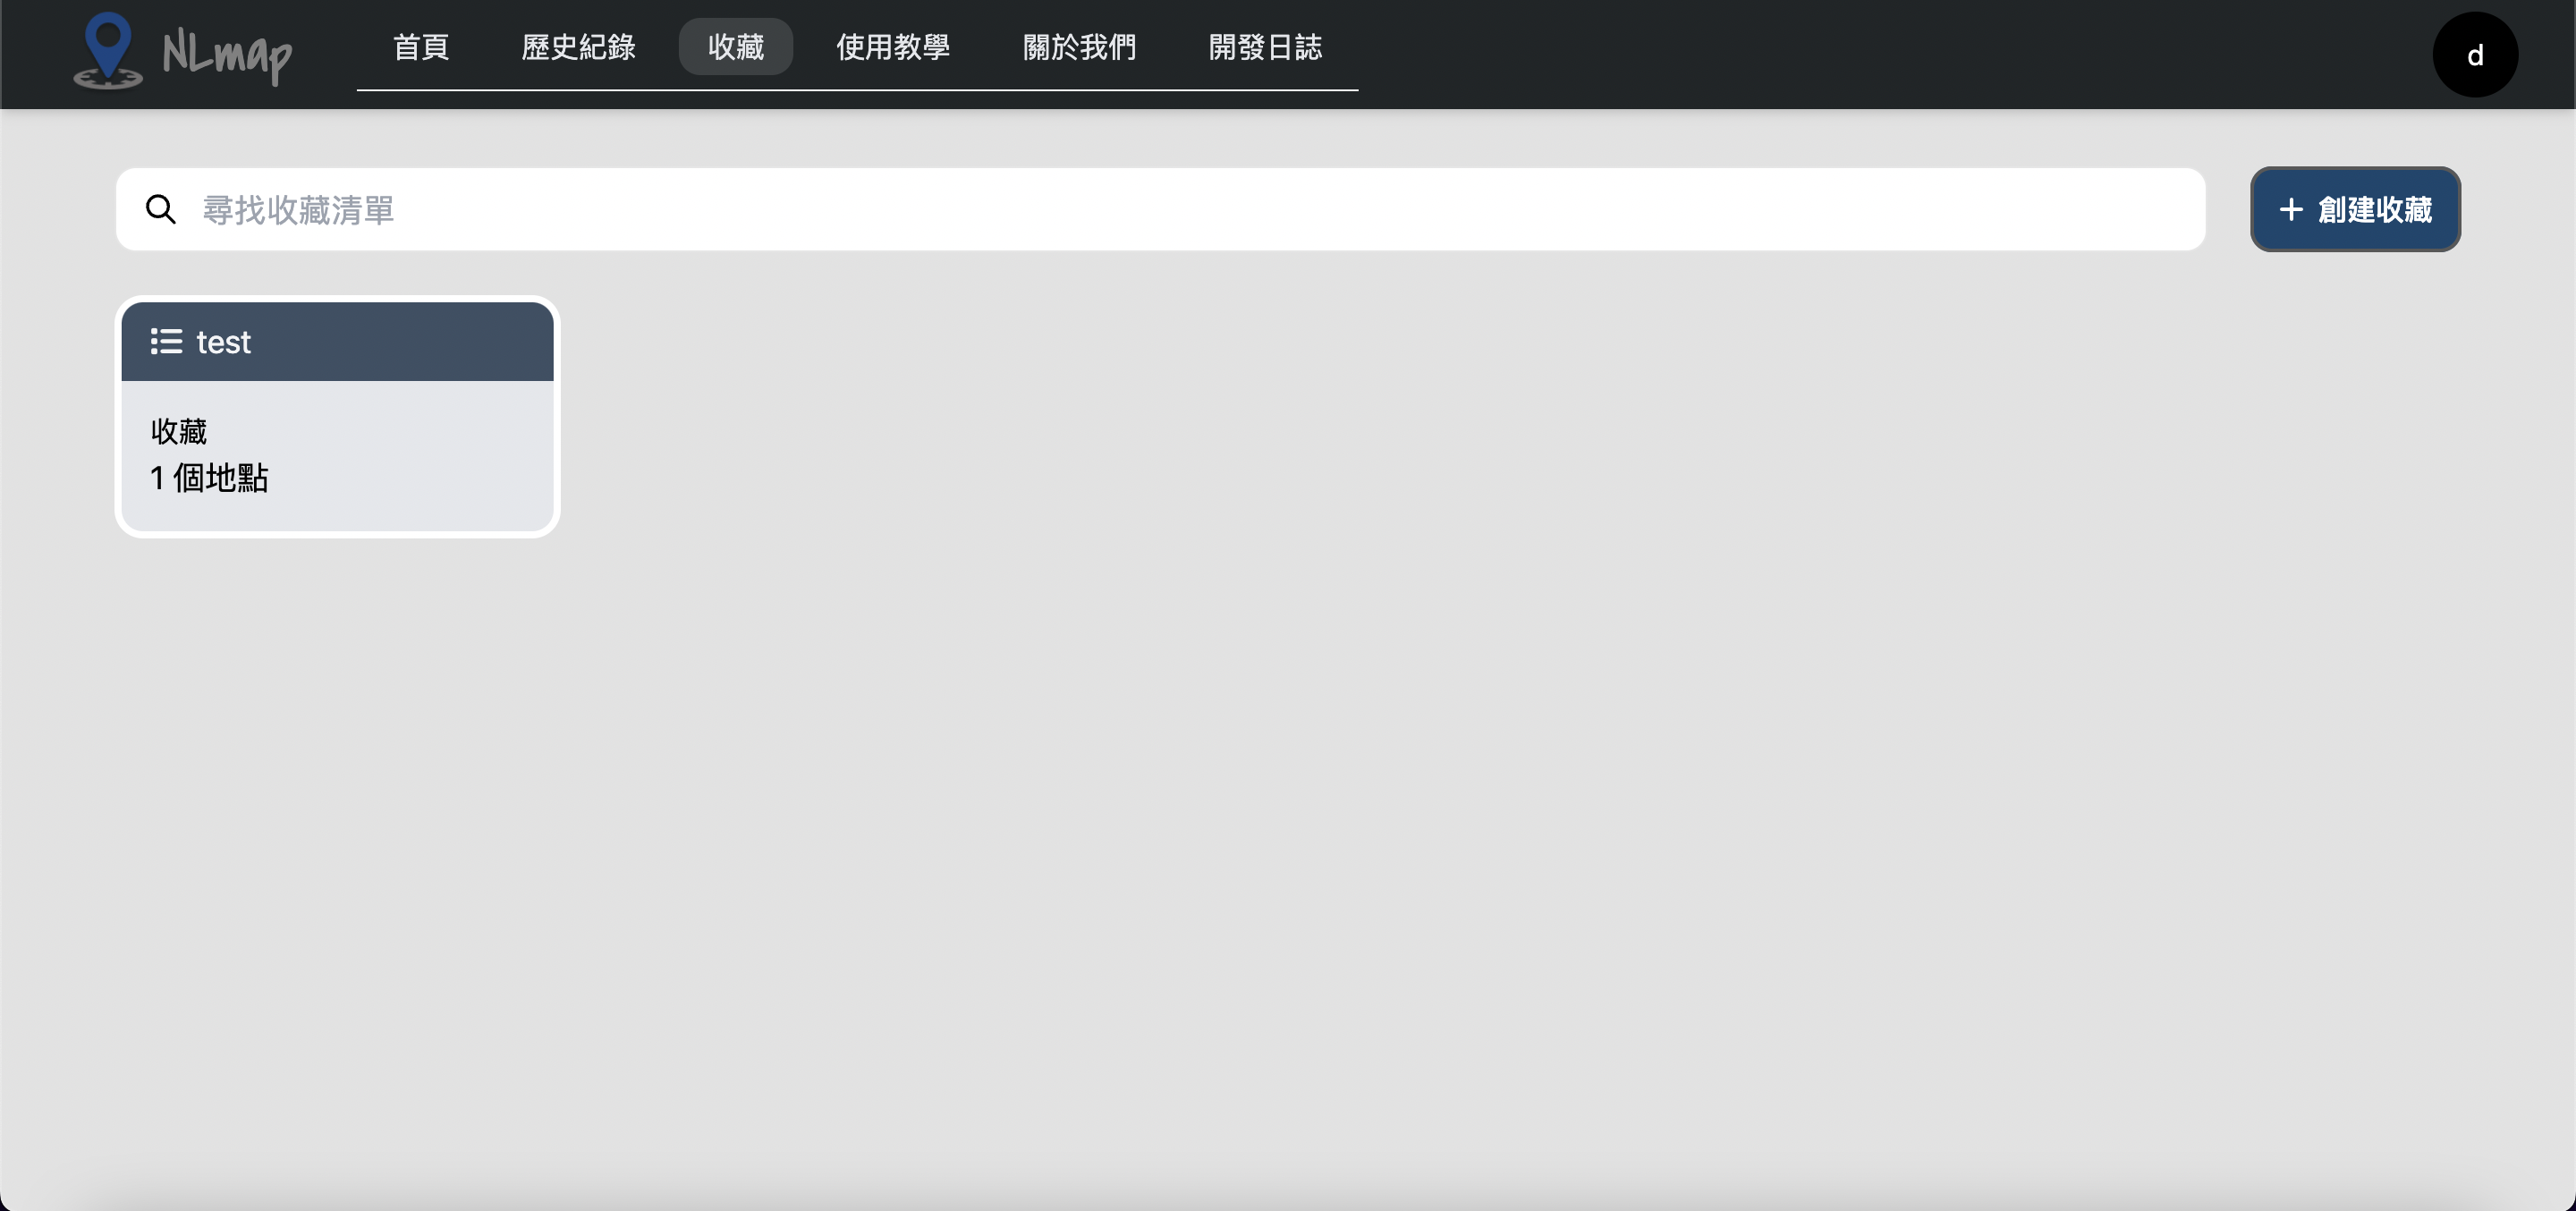 NLmap
首頁 歷史紀錄 收藏 使用教學 關於我們 開發日誌
d
尋找收藏清單
+ 創建收藏
test
收藏
1 個地點